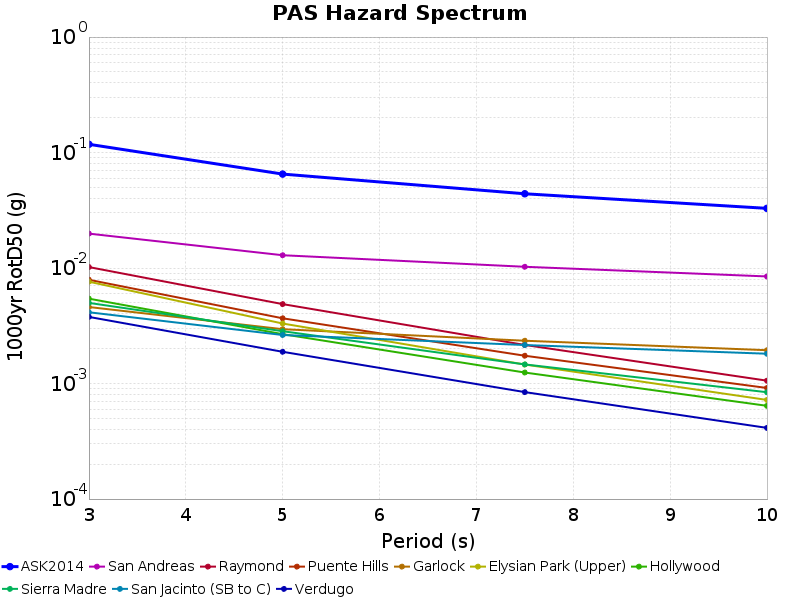 PAS Hazard Spectrum
10^0
10^-1
10^-2
10^-3
10^-4
1000yr RotD50 (g)
3 4 5 6 7 8 9 10
Period (s)
ASK2014 San Andreas Raymond Puente Hills Garlock Elysian Park (Upper) Hollywood
Sierra Madre San Jacinto (SB to C) Verdugo